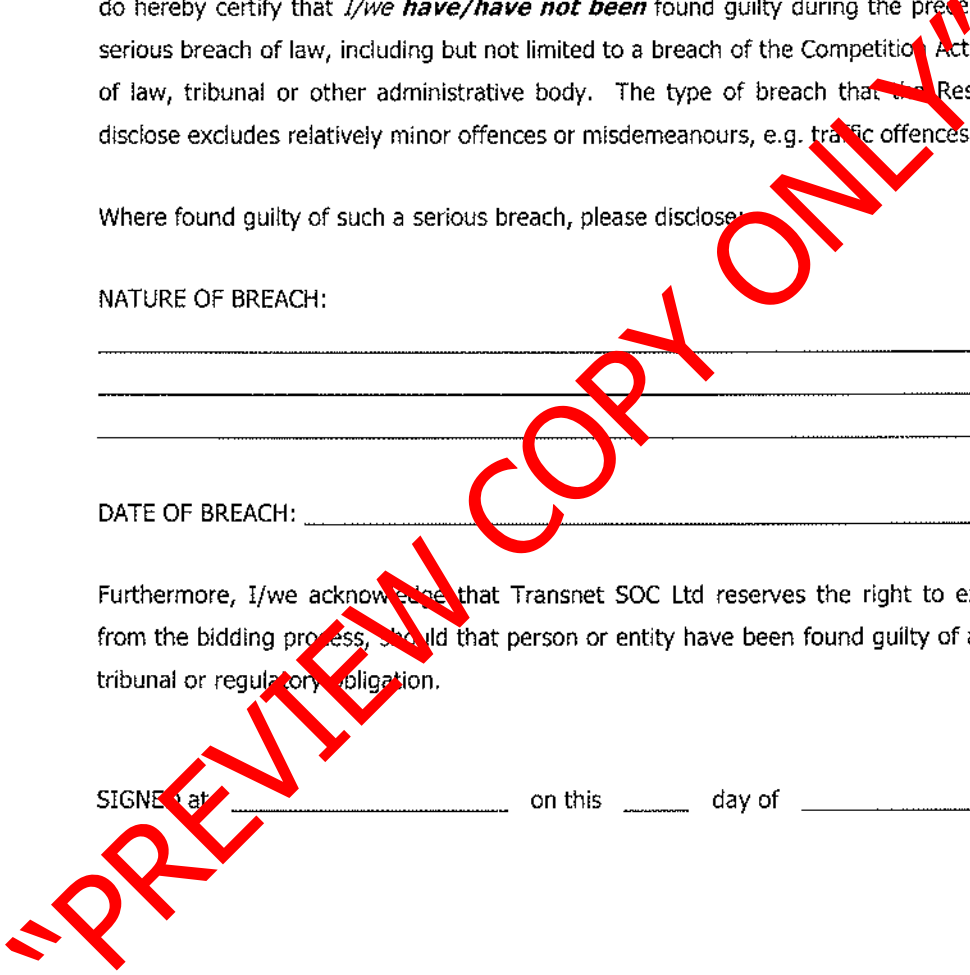 do hereby certify that I/we have/have not been found guilty during the
serious breach of law, including but not limited to a breach of the Competition Act
of law, tribunal or other administrative body. The type of breach that the
disclose excludes relatively minor offences or misdemeanours, e.g. traffic offences
Where found guilty of such a serious breach, please disclose:
NATURE OF BREACH:
DATE OF BREACH:
Furthermore, I/we acknowledge that Transnet SOC Ltd reserves the right to
from the bidding process, should that person or entity have been found guilty of a
tribunal or regulatory obligation.
SIGNED at on this day of
"PREVIEW COPY ONLY"